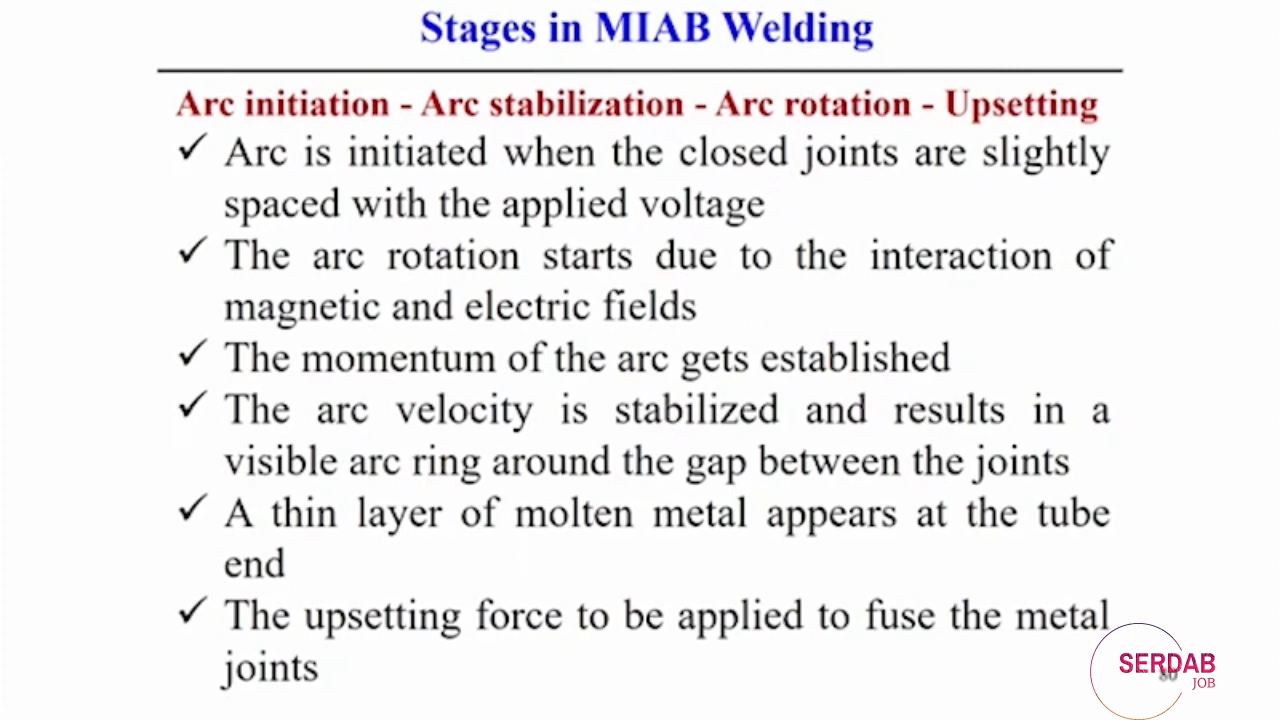 Stages in MIAB Welding
Arc initiation - Arc stabilization - Arc rotation - Upsetting
✓ Arc is initiated when the closed joints are slightly
spaced with the applied voltage
✓ The arc rotation starts due to the interaction of
magnetic and electric fields
✓ The momentum of the arc gets established
✓ The arc velocity is stabilized and results in a
visible arc ring around the gap between the joints
✓ A thin layer of molten metal appears at the tube
end
✓ The upsetting force to be applied to fuse the metal
joints
SERDAB
JOB